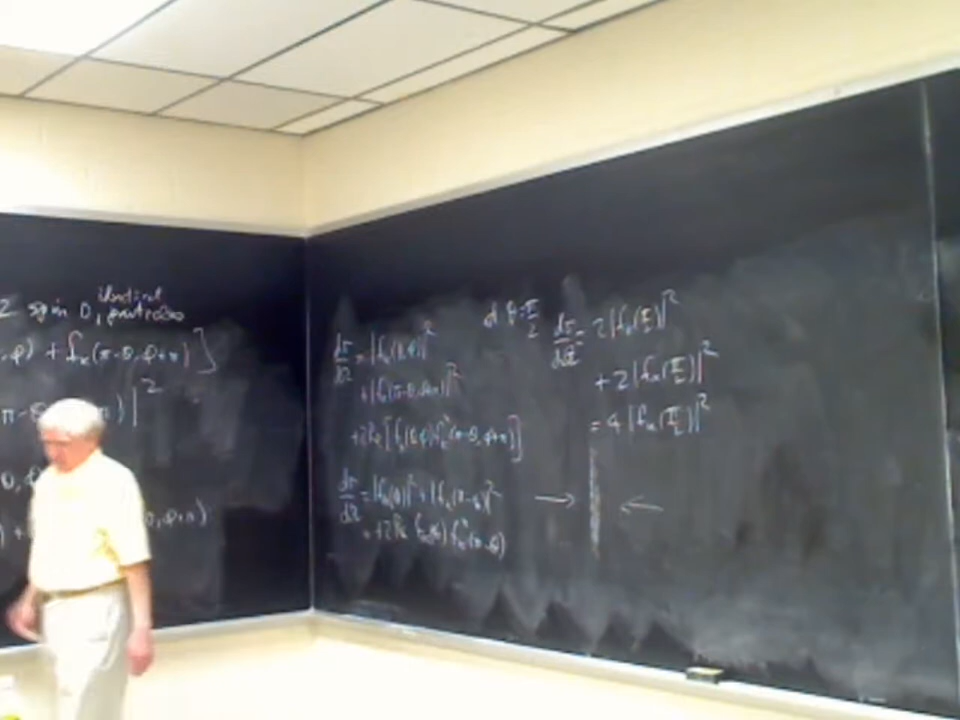 2 spin 0, identical particles
, φ) + f_k(π-θ, φ+π) ]
π-θ )|²
θ, φ
) + θ, φ+π)
dσ/dΩ = |f_k(θ,φ)|²
+ |f_k(π-θ, φ+π)|²
+ 2Re [f_k(θ,φ) f_k*(π-θ, φ+π)]
dσ/dΩ = |f_k(θ)|² + |f_k(π-θ)|²
= +2Re f_k(θ) f_k*(π-θ)
at θ = π/2
dσ/dΩ = 2|f_k(π/2)|²
+ 2|f_k(π/2)|²
= 4|f_k(π/2)|²
→ ←